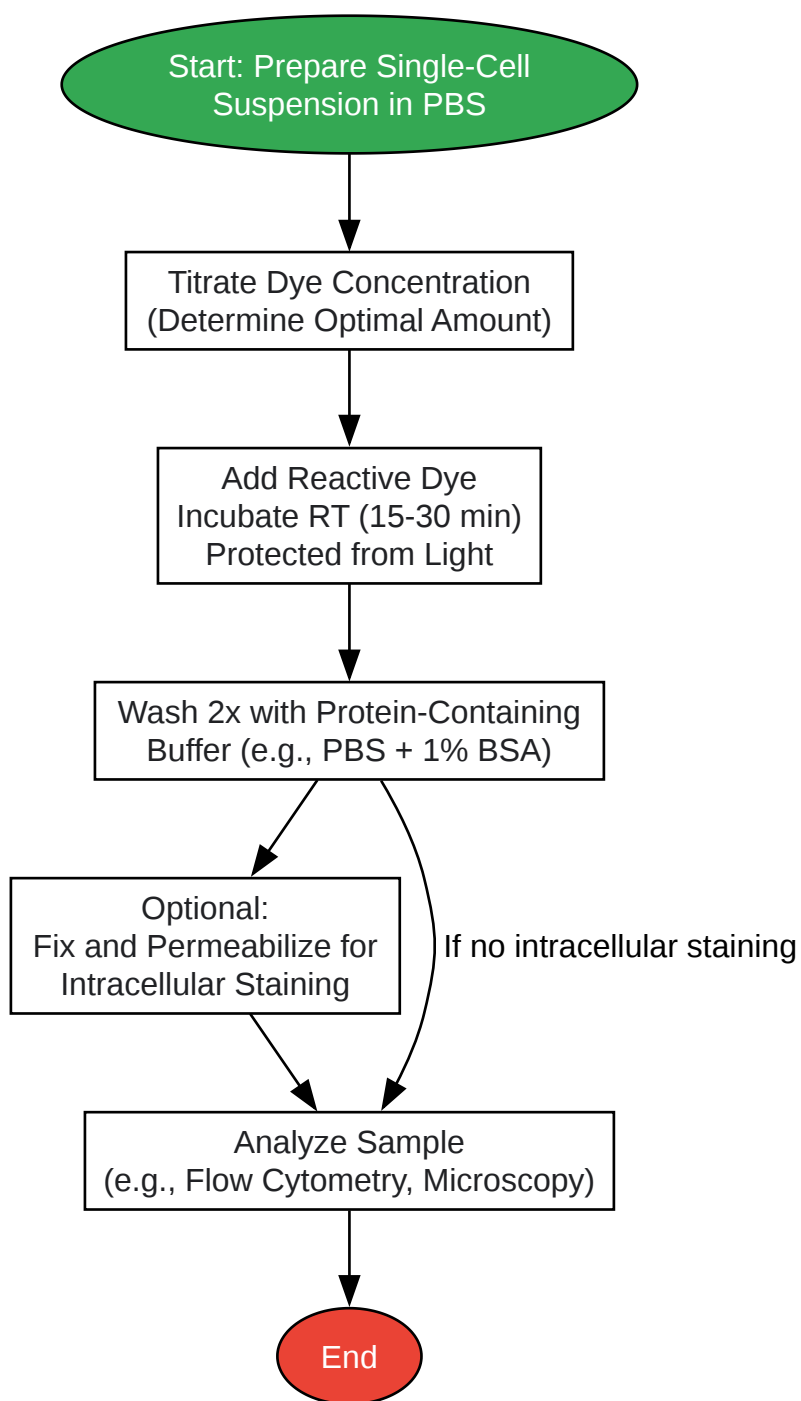 Start: Prepare Single-Cell
Suspension in PBS
Titrate Dye Concentration
(Determine Optimal Amount)
Add Reactive Dye
Incubate RT (15-30 min)
Protected from Light
Wash 2x with Protein-Containing
Buffer (e.g., PBS + 1% BSA)
Optional:
Fix and Permeabilize for
Intracellular Staining
If no intracellular staining
Analyze Sample
(e.g., Flow Cytometry, Microscopy)
End